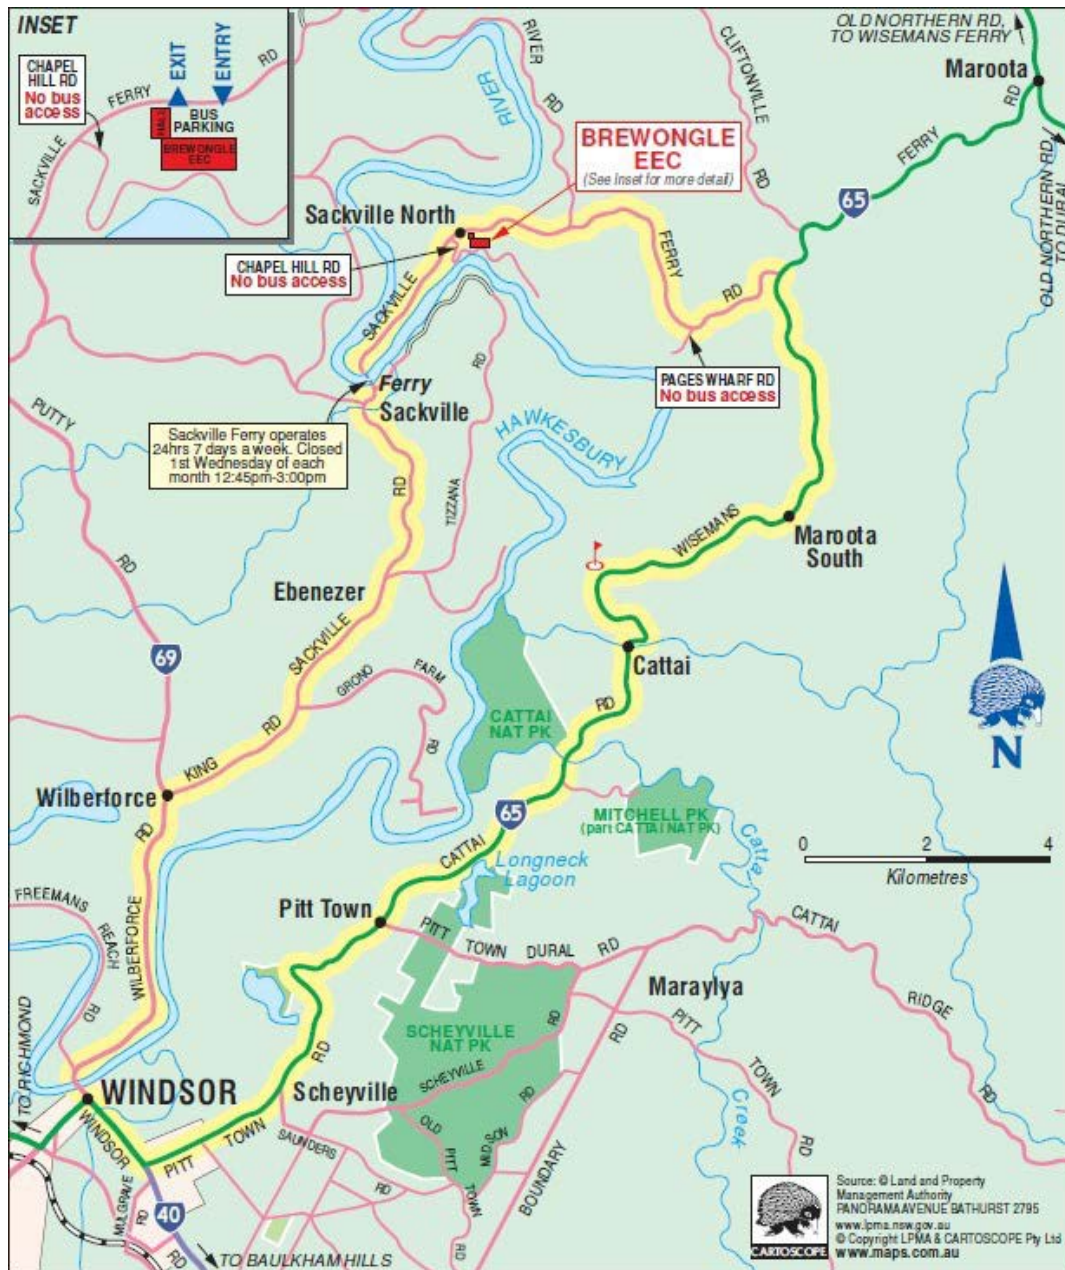 INSET
CHAPEL
HILL RD
No bus
access
FERRY
RD
SACKVILLE
EXIT
ENTRY
HALL
BUS
PARKING
BREWONGLE
EEC
RIVER
RIVER
RD
CLIFTONVILLE
RD
OLD NORTHERN RD,
TO WISEMANS FERRY
Maroota
RD
FERRY
65
OLD NORTHERN RD,
TO DURAL
BREWONGLE
EEC
(See Inset for more detail)
Sackville North
CHAPEL HILL RD
No bus access
SACKVILLE
FERRY
RD
PAGES WHARF RD
No bus access
Ferry
Sackville
RD
Sackville Ferry operates
24hrs 7 days a week. Closed
1st Wednesday of each
month 12:45pm-3:00pm
HAWKESBURY
PUTTY
RD
RD
TIZZANA
WISEMANS
Maroota
South
Ebenezer
SACKVILLE
69
GRONO
FARM
RD
Cattai
RD
CATTAI
NAT PK
KING
RD
Wilberforce
N
65
MITCHELL PK
(part CATTAI NAT PK)
0 2 4
Kilometres
CATTAI
Longneck
Lagoon
Cattai
RD
WILBERFORCE
FREEMANS
REACH
RD
Pitt Town
PITT
TOWN
DURAL
RD
CATTAI
RIDGE
RD
Maraylya
PITT
TOWN
RD
SCHEYVILLE
NAT PK
RD
SCHEYVILLE
RD
Scheyville
RD
TO RICHMOND
WINDSOR
WINDSOR
PITT
TOWN
SAUNDERS
RD
OLD
PITT
TOWN
RD
MIDSON
RD
BOUNDARY
Creek
MULGRAVE
RD
40
RD
TO BAULKHAM HILLS
CARTOSCOPE
Source: © Land and Property
Management Authority
PANORAMA AVENUE BATHURST 2795
www.lpma.nsw.gov.au
© Copyright LPMA & CARTOSCOPE Pty Ltd
www.maps.com.au